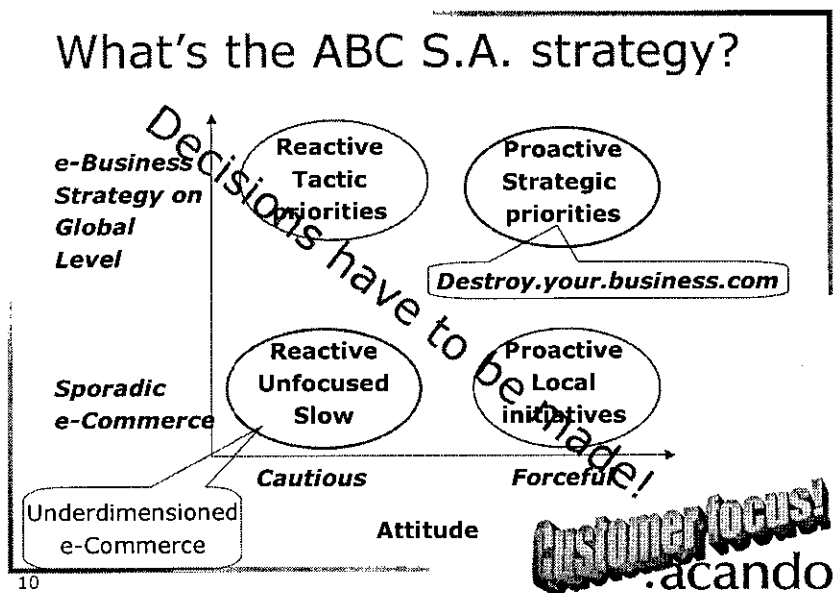 What's the ABC S.A. strategy?
Decisions have to be made!
e-Business
Strategy on
Global
Level
Reactive
Tactic
priorities
Proactive
Strategic
priorities
Destroy.your.business.com
Sporadic
e-Commerce
Reactive
Unfocused
Slow
Proactive
Local
initiatives
Cautious
Forceful
Underdimensioned
e-Commerce
Attitude
Customer focus!
.acando
10